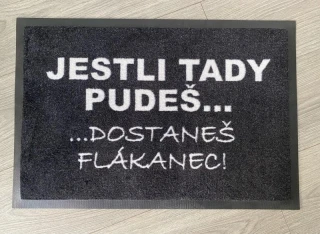 JESTLI TADY
PUDEŠ...
...DOSTANEŠ
FLÁKANEC!